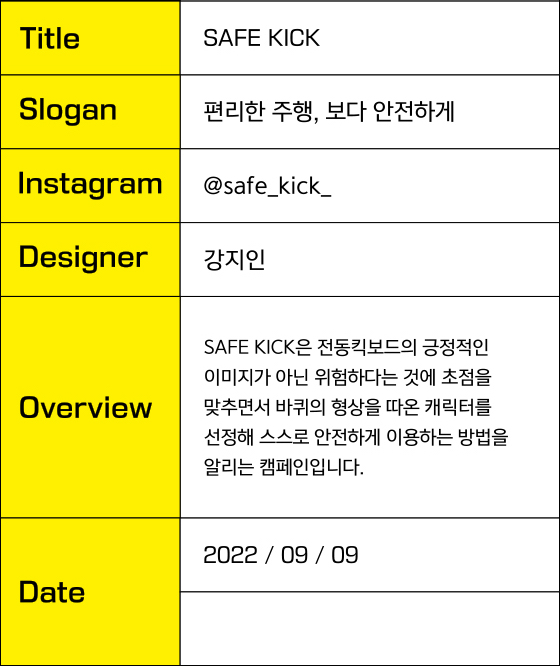 Title
SAFE KICK
Slogan
편리한 주행, 보다 안전하게
Instagram
@safe_kick_
Designer
강지인
Overview
SAFE KICK은 전동킥보드의 긍정적인
이미지가 아닌 위험하다는 것에 초점을
맞추면서 바퀴의 형상을 따온 캐릭터를
선정해 스스로 안전하게 이용하는 방법을
알리는 캠페인입니다.
Date
2022 / 09 / 09